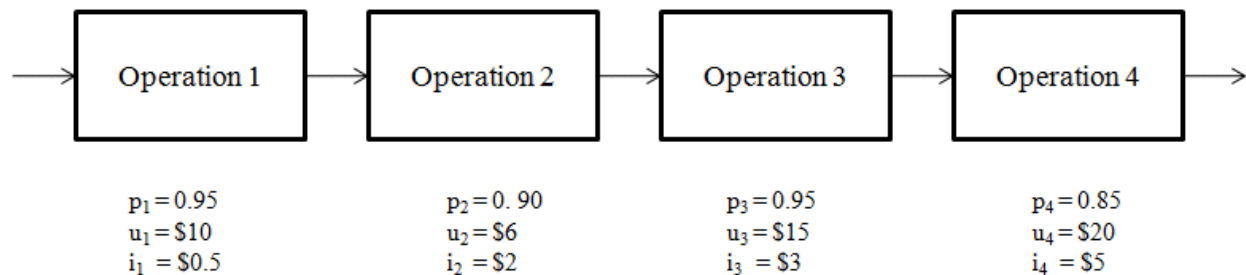 Operation 1
Operation 2
Operation 3
Operation 4
p₁ = 0.95
u₁ = $10
i₁ = $0.5
p₂ = 0. 90
u₂ = $6
i₂ = $2
p₃ = 0.95
u₃ = $15
i₃ = $3
p₄ = 0.85
u₄ = $20
i₄ = $5